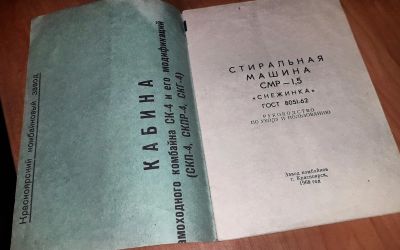 Красноярский комбайновый завод
КАБИНА
самоходного комбайна СК-4 и его модификаций
(СКП-4, СКПР-4, СКГ-4)
СТИРАЛЬНАЯ
МАШИНА
СМР-1,5
«СНЕЖИНКА»
ГОСТ 8051-62
РУКОВОДСТВО
ПО УХОДУ И ПОЛЬЗОВАНИЮ
Завод комбайнов
г. Красноярск,
1968 год